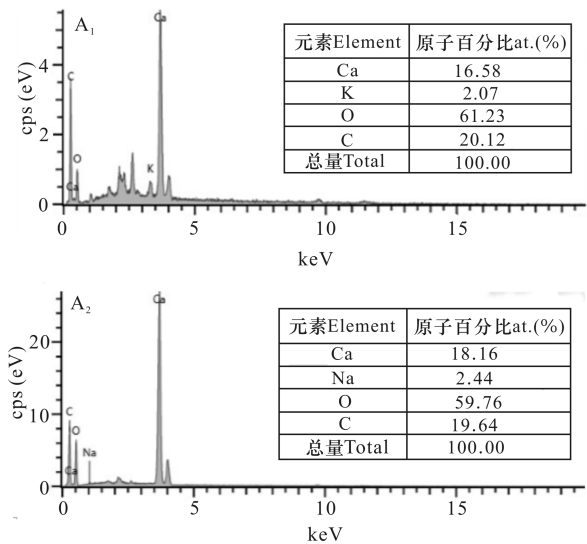 A1
cps (eV)
4
2
0
C
Ca
O
K
Ca
0 5 10 15
keV
元素Element 原子百分比at.(%)
Ca 16.58
K 2.07
O 61.23
C 20.12
总量Total 100.00
A2
cps (eV)
20
10
0
C
Ca
O
Na
Ca
0 5 10 15
keV
元素Element 原子百分比at.(%)
Ca 18.16
Na 2.44
O 59.76
C 19.64
总量Total 100.00